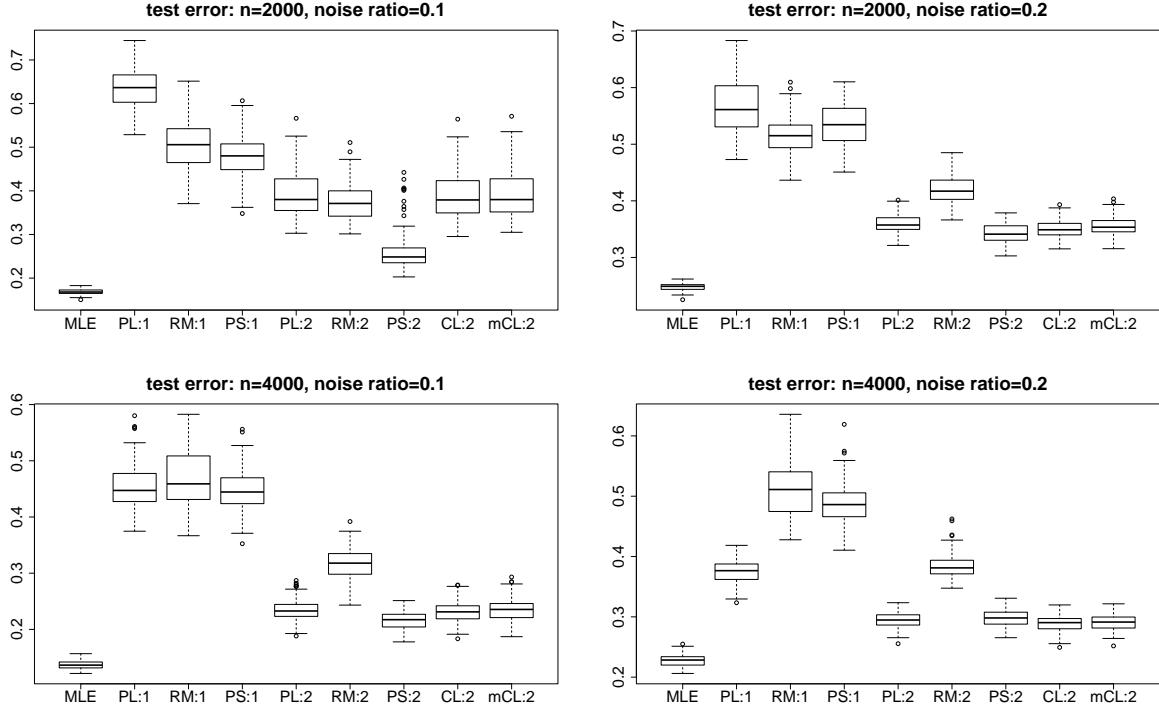 test error: n=2000, noise ratio=0.1
0.7
0.6
0.5
0.4
0.3
0.2
MLE PL:1 RM:1 PS:1 PL:2 RM:2 PS:2 CL:2 mCL:2
test error: n=2000, noise ratio=0.2
0.7
0.6
0.5
0.4
0.3
MLE PL:1 RM:1 PS:1 PL:2 RM:2 PS:2 CL:2 mCL:2
test error: n=4000, noise ratio=0.1
0.6
0.5
0.4
0.3
0.2
MLE PL:1 RM:1 PS:1 PL:2 RM:2 PS:2 CL:2 mCL:2
test error: n=4000, noise ratio=0.2
0.6
0.5
0.4
0.3
0.2
MLE PL:1 RM:1 PS:1 PL:2 RM:2 PS:2 CL:2 mCL:2